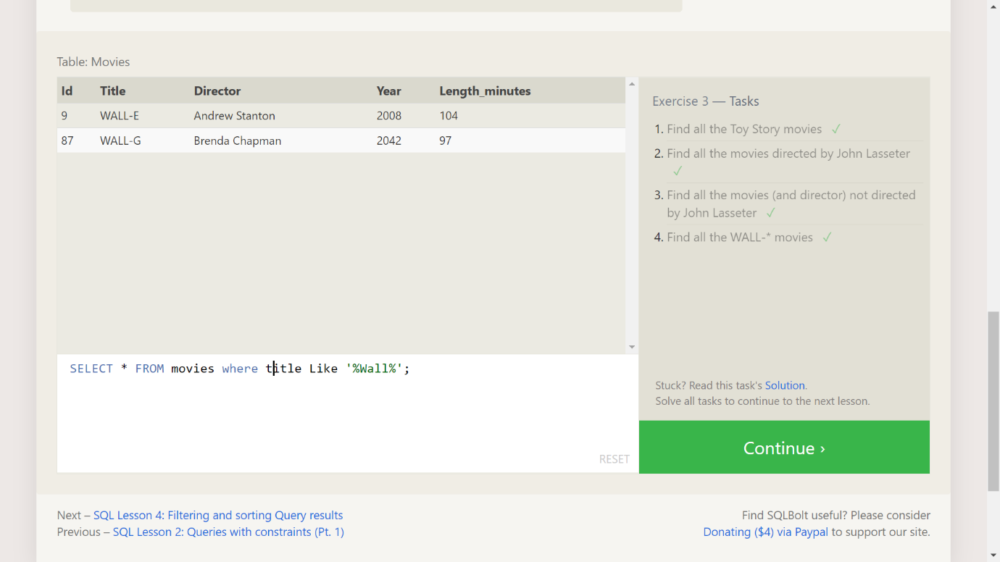 Table: Movies
Id Title Director Year Length_minutes
9 WALL-E Andrew Stanton 2008 104
87 WALL-G Brenda Chapman 2042 97
SELECT * FROM movies where title Like '%Wall%';
RESET
Exercise 3 — Tasks
1. Find all the Toy Story movies ✓
2. Find all the movies directed by John Lasseter
✓
3. Find all the movies (and director) not directed
by John Lasseter ✓
4. Find all the WALL-* movies ✓
Stuck? Read this task's Solution.
Solve all tasks to continue to the next lesson.
Continue ›
Next – SQL Lesson 4: Filtering and sorting Query results
Previous – SQL Lesson 2: Queries with constraints (Pt. 1)
Find SQLBolt useful? Please consider
Donating ($4) via Paypal to support our site.